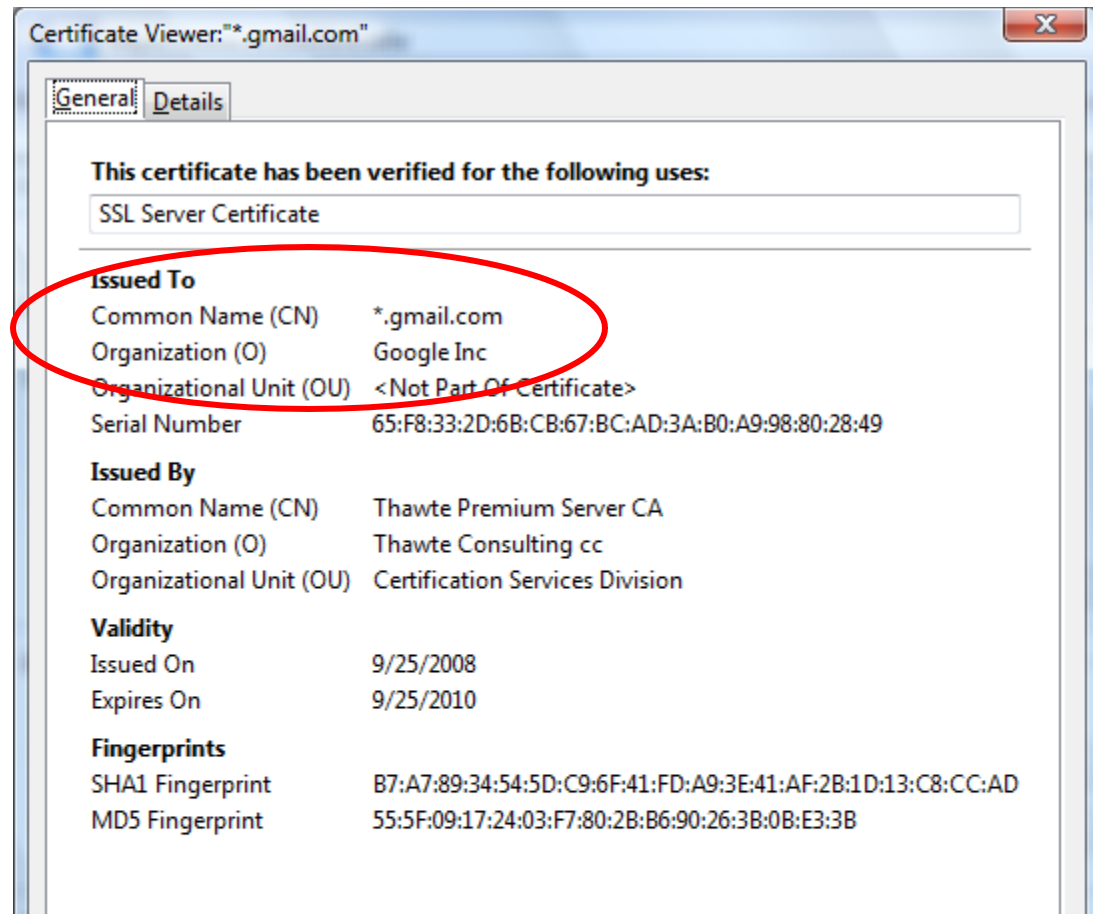 Certificate Viewer:"*.gmail.com"
General Details
This certificate has been verified for the following uses:
SSL Server Certificate
Issued To
Common Name (CN) *.gmail.com
Organization (O) Google Inc
Organizational Unit (OU) <Not Part Of Certificate>
Serial Number 65:F8:33:2D:6B:CB:67:BC:AD:3A:B0:A9:98:80:28:49
Issued By
Common Name (CN) Thawte Premium Server CA
Organization (O) Thawte Consulting cc
Organizational Unit (OU) Certification Services Division
Validity
Issued On 9/25/2008
Expires On 9/25/2010
Fingerprints
SHA1 Fingerprint B7:A7:89:34:54:5D:C9:6F:41:FD:A9:3E:41:AF:2B:1D:13:C8:CC:AD
MD5 Fingerprint 55:5F:09:17:24:03:F7:80:2B:B6:90:26:3B:0B:E3:3B